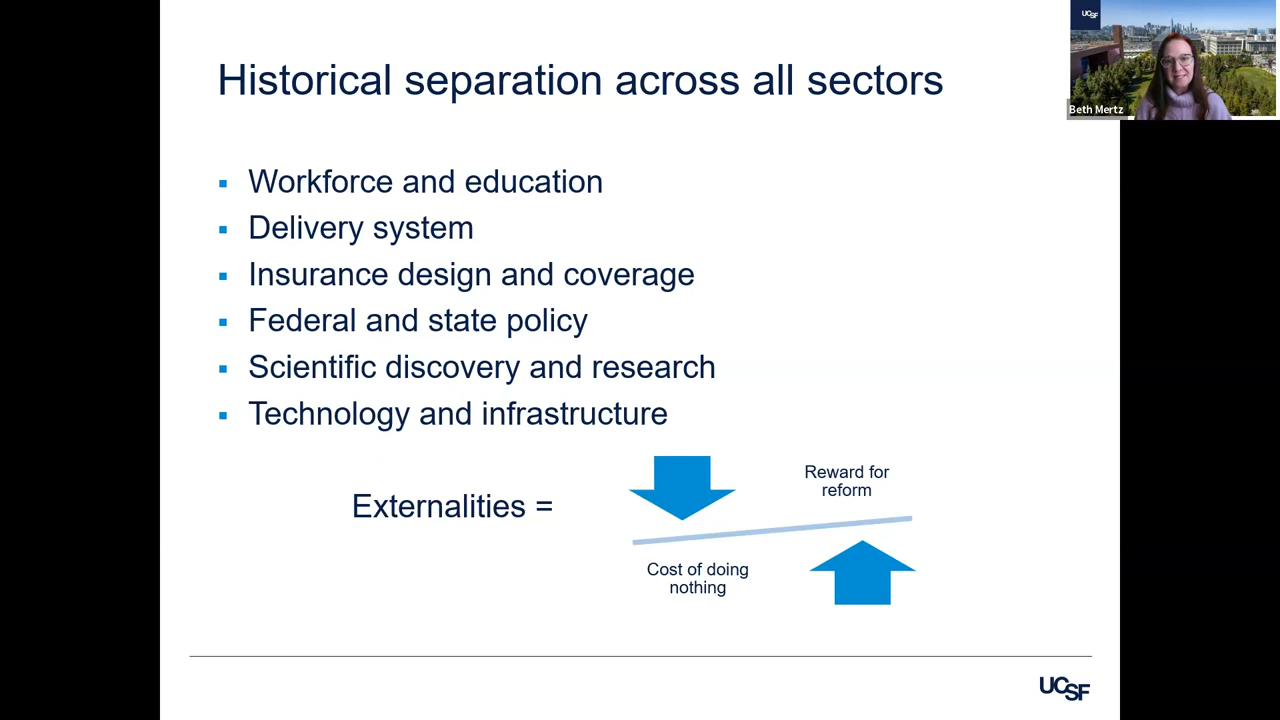 Historical separation across all sectors
Workforce and education
Delivery system
Insurance design and coverage
Federal and state policy
Scientific discovery and research
Technology and infrastructure
Externalities =
Reward for
reform
Cost of doing
nothing
UCSF
UCSF
Beth Mertz